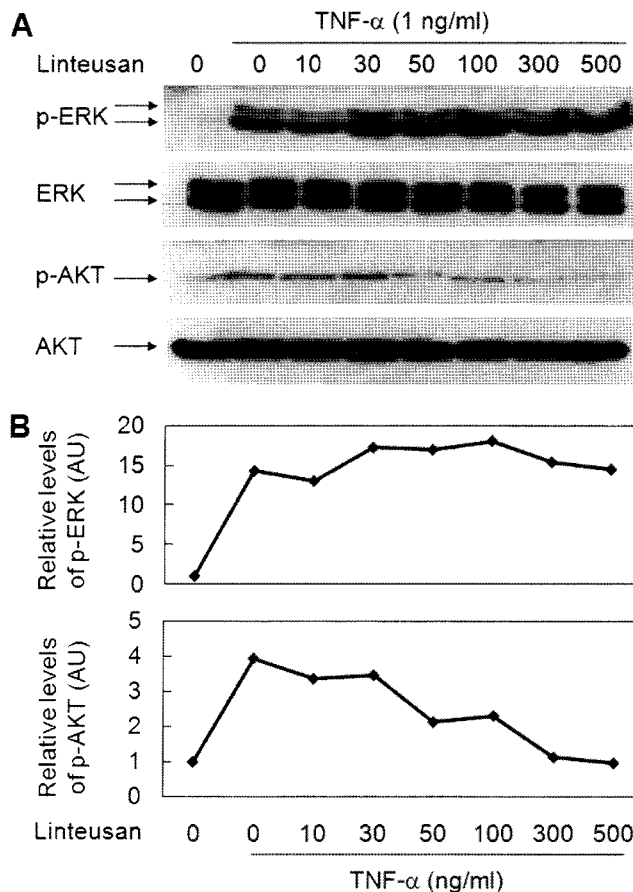 A
TNF-α (1 ng/ml)
Linteusan 0 0 10 30 50 100 300 500
p-ERK
ERK
p-AKT
AKT
B
Relative levels
of p-ERK (AU)
20
15
10
5
0
Relative levels
of p-AKT (AU)
5
4
3
2
1
0
Linteusan 0 0 10 30 50 100 300 500
TNF-α (ng/ml)